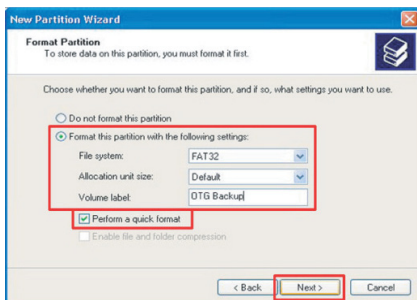 New Partition Wizard
Format Partition
To store data on this partition, you must format it first.
Choose whether you want to format this partition, and if so, what settings you want to use.
Do not format this partition
Format this partition with the following settings:
File system: FAT32
Allocation unit size: Default
Volume label: OTG Backup
Perform a quick format
Enable file and folder compression
< Back Next > Cancel